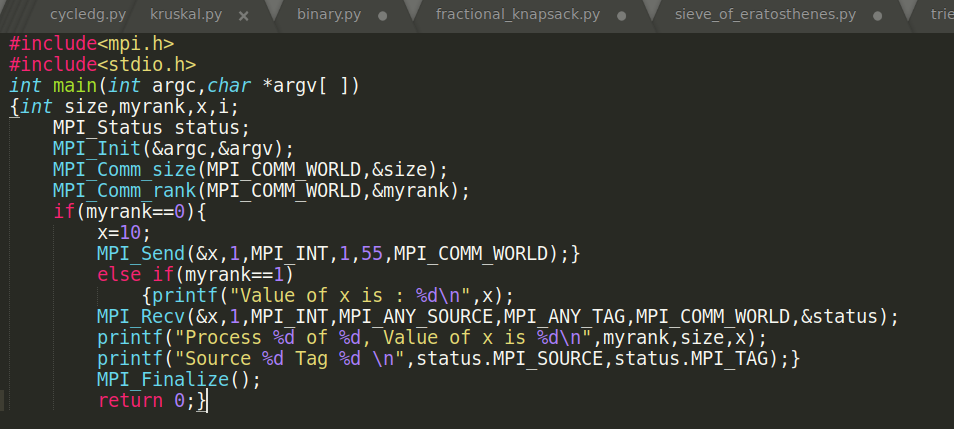 cycledg.py kruskal.py × binary.py fractional_knapsack.py sieve_of_eratosthenes.py trie
#include<mpi.h>
#include<stdio.h>
int main(int argc,char *argv[ ])
{int size,myrank,x,i;
    MPI_Status status;
    MPI_Init(&argc,&argv);
    MPI_Comm_size(MPI_COMM_WORLD,&size);
    MPI_Comm_rank(MPI_COMM_WORLD,&myrank);
    if(myrank==0){
        x=10;
        MPI_Send(&x,1,MPI_INT,1,55,MPI_COMM_WORLD);}
        else if(myrank==1)
            {printf("Value of x is : %d\n",x);
        MPI_Recv(&x,1,MPI_INT,MPI_ANY_SOURCE,MPI_ANY_TAG,MPI_COMM_WORLD,&status);
        printf("Process %d of %d, Value of x is %d\n",myrank,size,x);
        printf("Source %d Tag %d \n",status.MPI_SOURCE,status.MPI_TAG);}
        MPI_Finalize();
        return 0;}